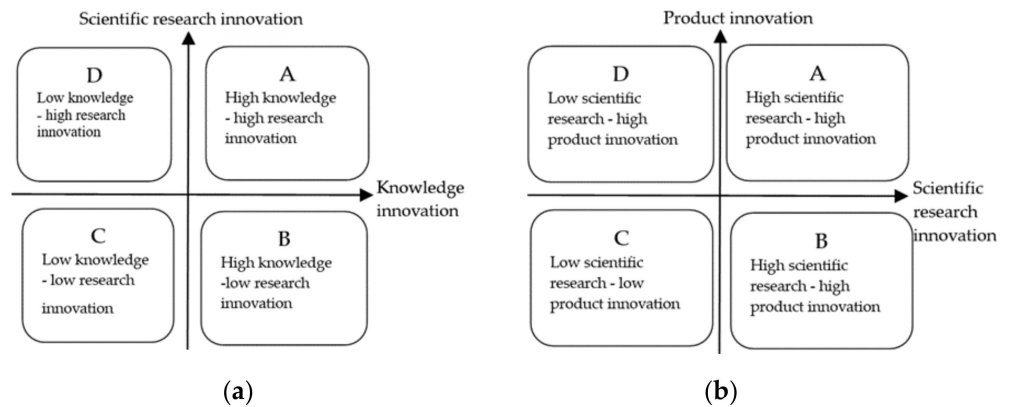 Scientific research innovation
D
Low knowledge
- high research
innovation
A
High knowledge
- high research
innovation
Knowledge
innovation
C
Low knowledge
- low research
innovation
B
High knowledge
-low research
innovation
(a)
Product innovation
D
Low scientific
research - high
product innovation
A
High scientific
research - high
product innovation
Scientific
research
innovation
C
Low scientific
research - low
product innovation
B
High scientific
research - high
product innovation
(b)